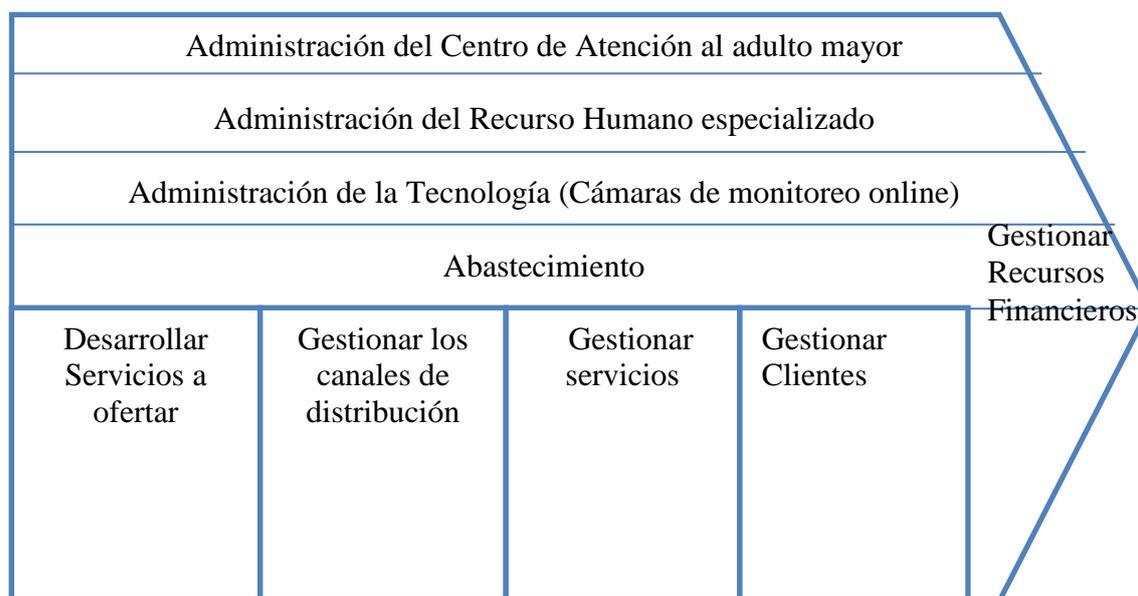 Administración del Centro de Atención al adulto mayor
Administración del Recurso Humano especializado
Administración de la Tecnología (Cámaras de monitoreo online)
Abastecimiento
Desarrollar
Servicios a
ofertar
Gestionar los
canales de
distribución
Gestionar
servicios
Gestionar
Clientes
Gestionar
Recursos
Financieros